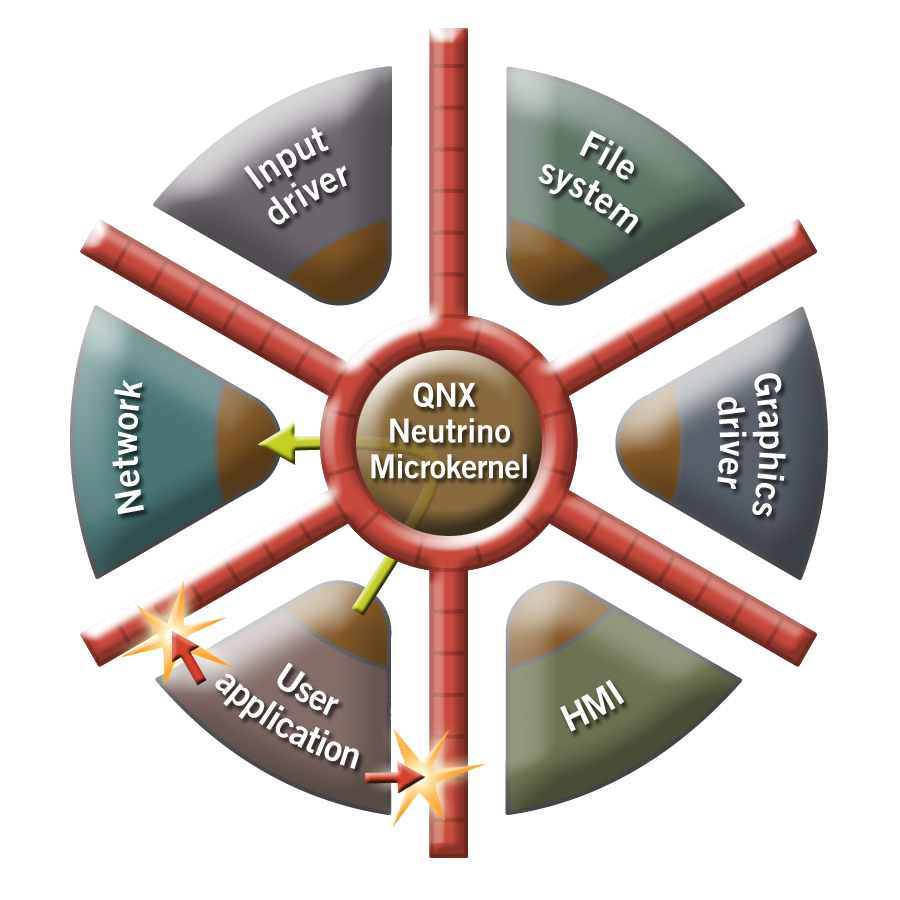 Input
driver
File
system
Network
QNX
Neutrino
Microkernel
Graphics
driver
User
application
HMI